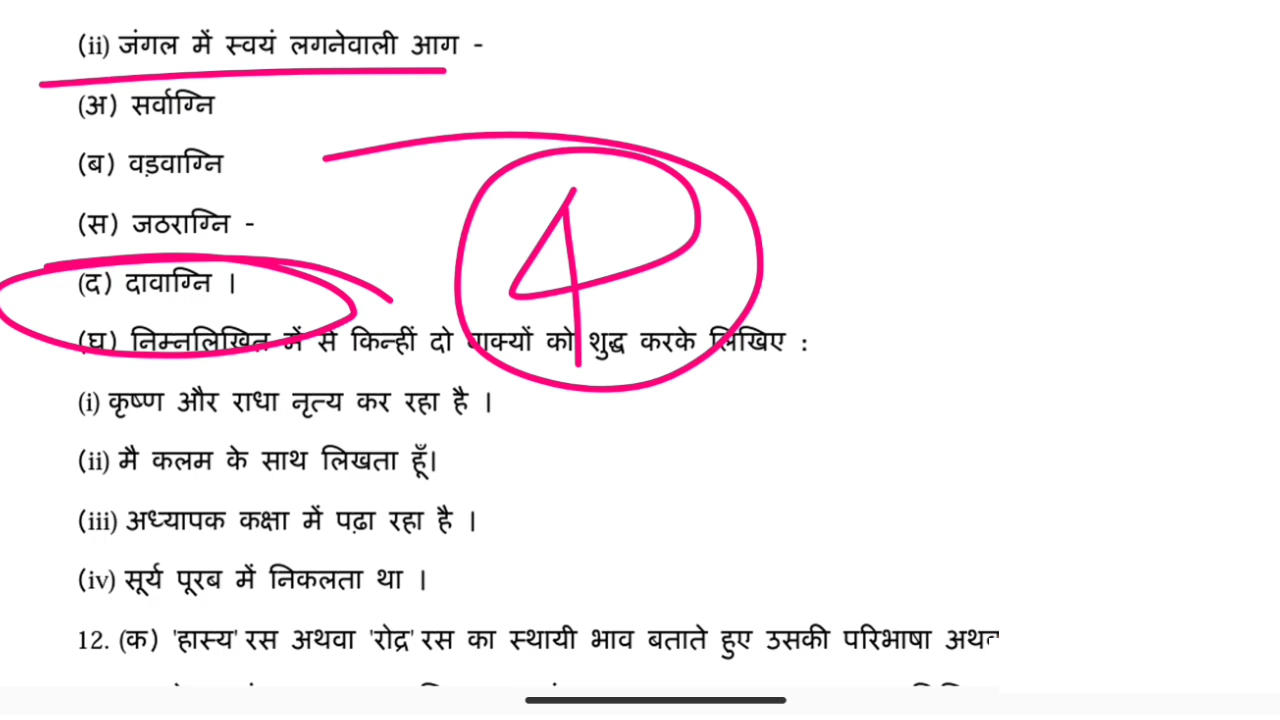 (ii) जंगल में स्वयं लगनेवाली आग -
(अ) सर्वाग्नि
(ब) वड़वाग्नि
(स) जठराग्नि -
(द) दावाग्नि ।
4
(घ) निम्नलिखित में से किन्हीं दो वाक्यों को शुद्ध करके लिखिए :
(i) कृष्ण और राधा नृत्य कर रहा है ।
(ii) मै कलम के साथ लिखता हूँ।
(iii) अध्यापक कक्षा में पढ़ा रहा है ।
(iv) सूर्य पूरब में निकलता था ।
12. (क) 'हास्य' रस अथवा 'रोद्र' रस का स्थायी भाव बताते हुए उसकी परिभाषा